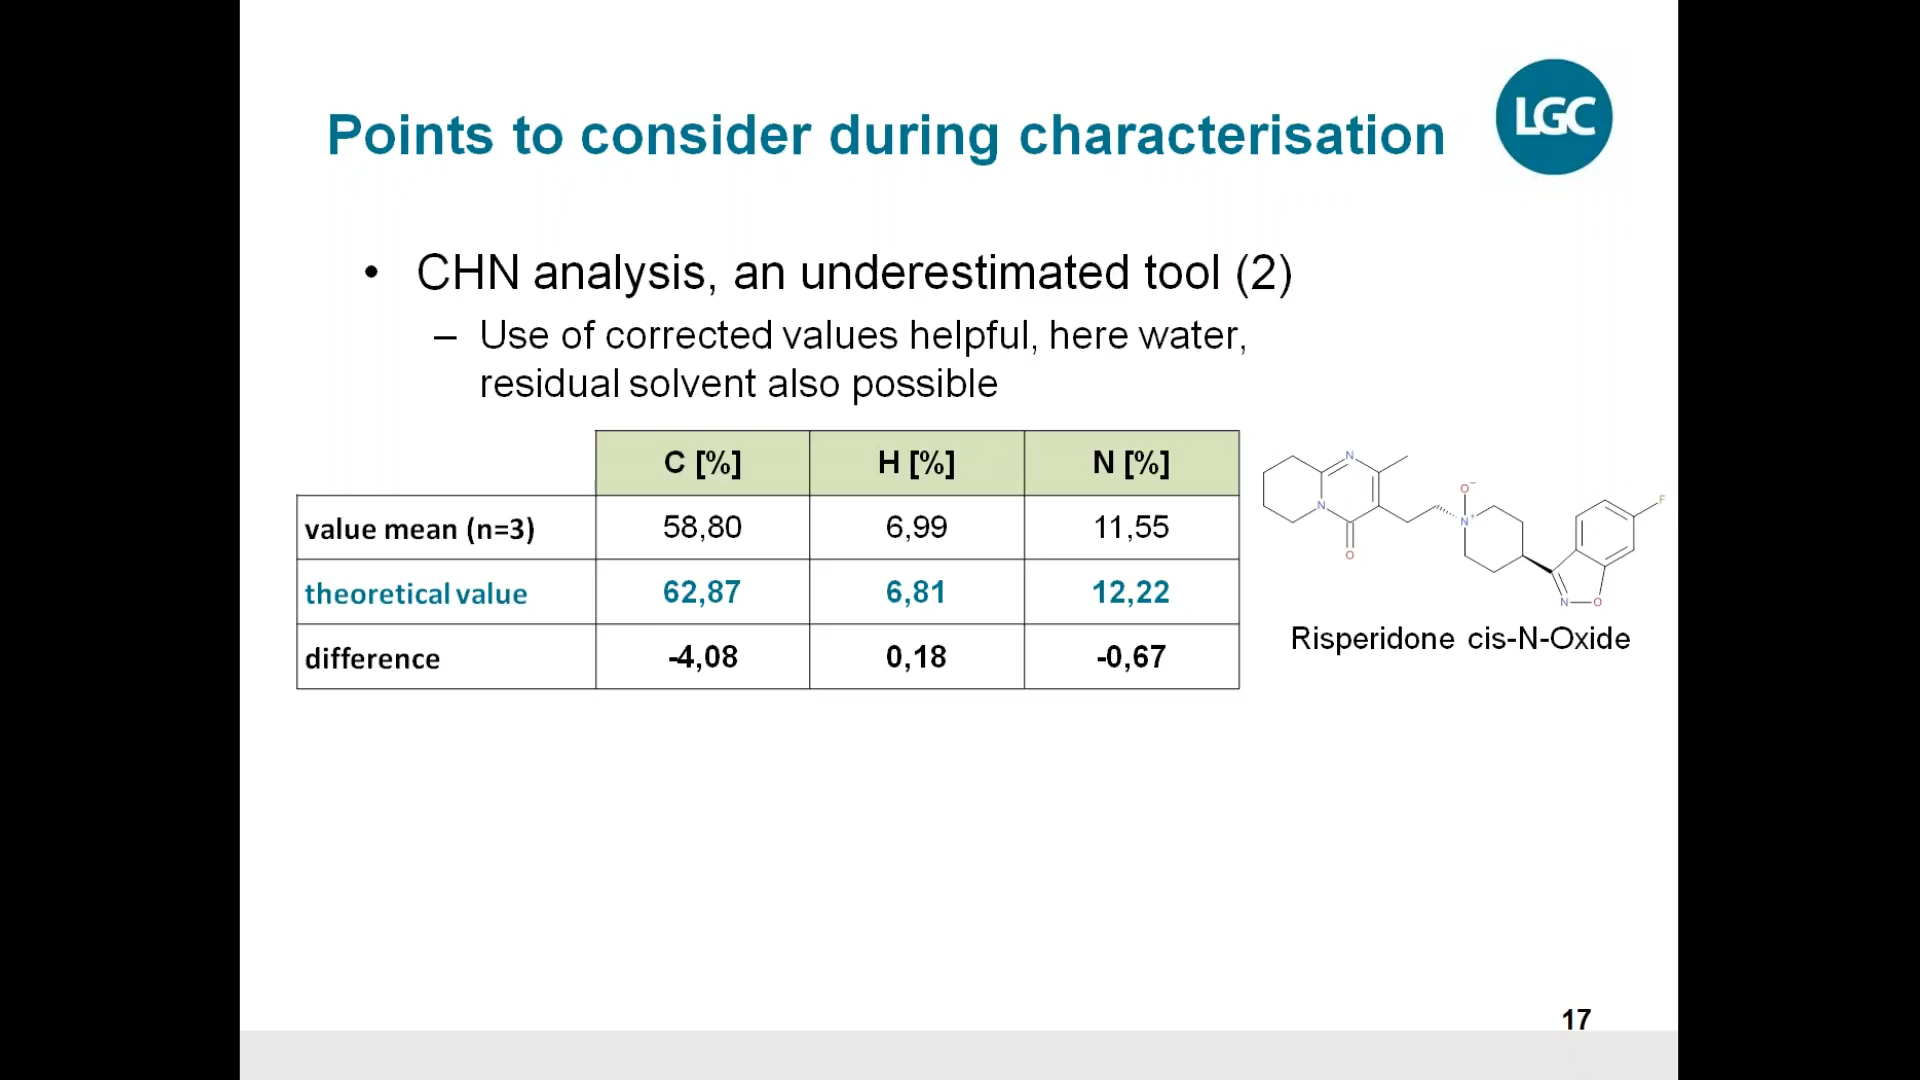 LGC
Points to consider during characterisation
• CHN analysis, an underestimated tool (2)
– Use of corrected values helpful, here water,
residual solvent also possible
C [%] H [%] N [%]
value mean (n=3) 58,80 6,99 11,55
theoretical value 62,87 6,81 12,22
difference -4,08 0,18 -0,67
N
N
O
O⁻
N⁺
F
N
O
Risperidone cis-N-Oxide
17